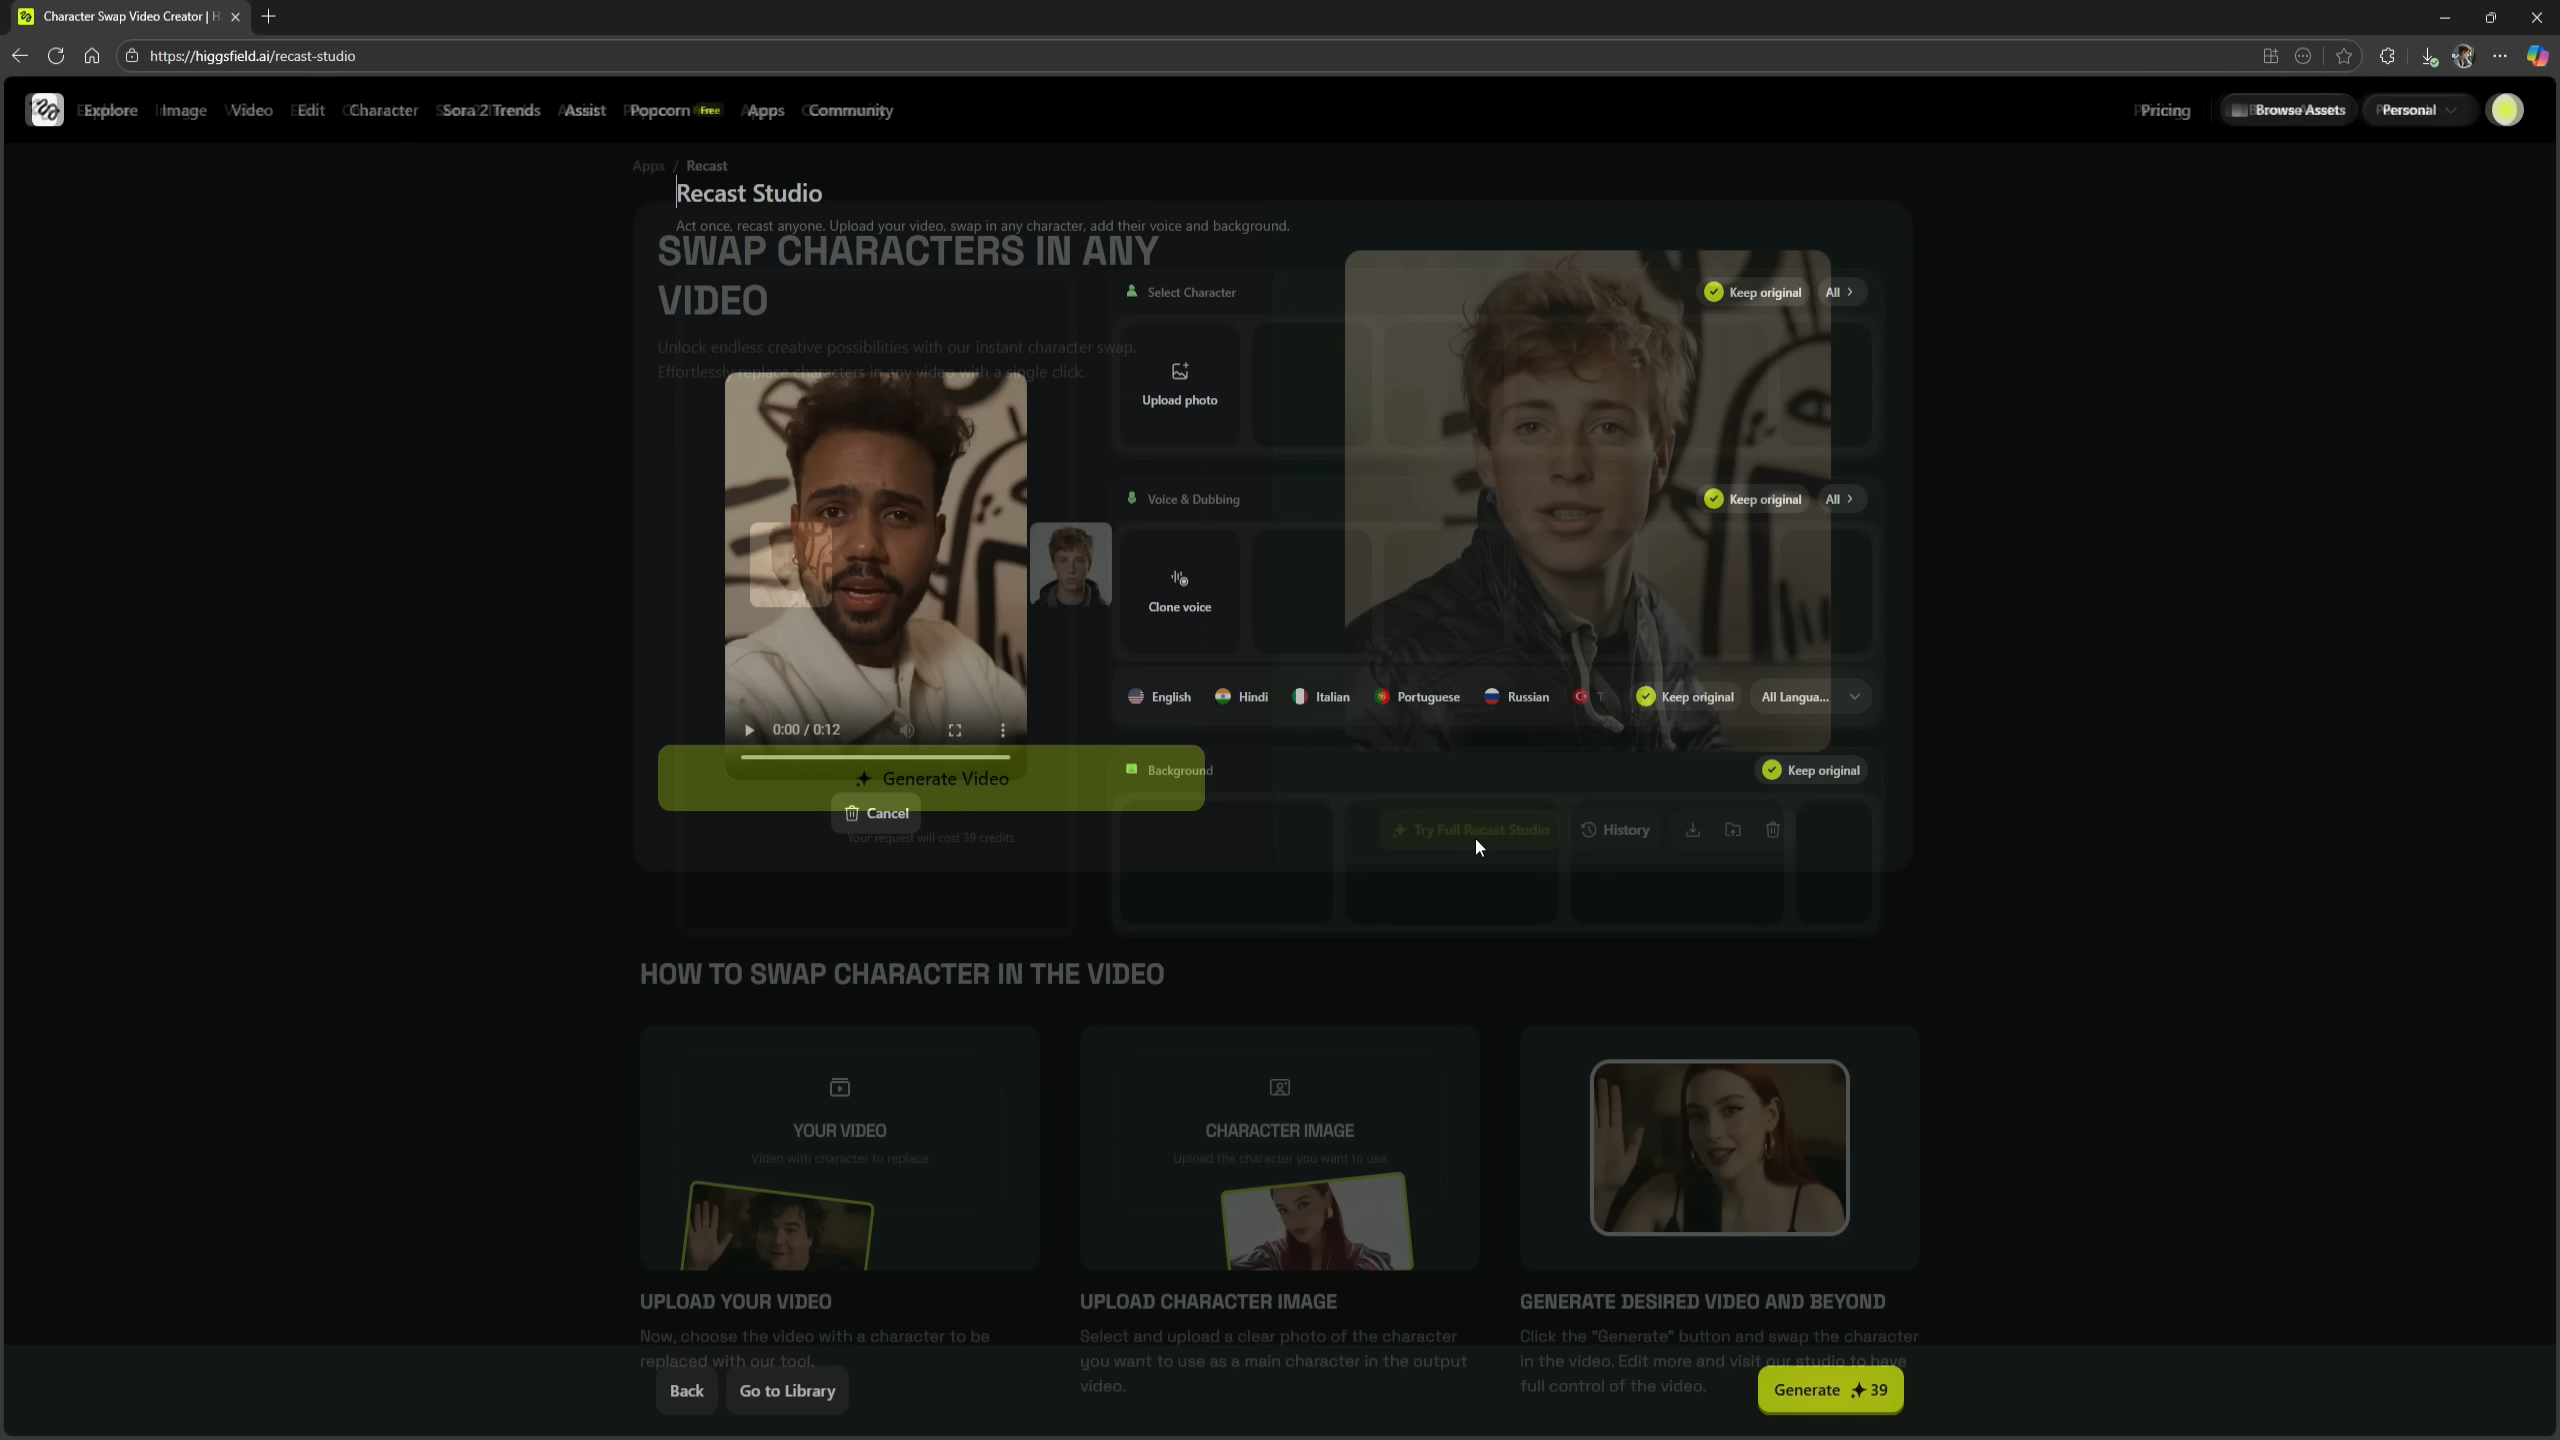 Character Swap Video Creator | Hi
https://higgsfield.ai/recast-studio
Explore Image Video Edit Character Sora 2 Trends Assist Popcorn Free Apps Community
Pricing Browse Assets Personal
Apps / Recast
Recast Studio
Act once, recast anyone. Upload your video, swap in any character, add their voice and background.
SWAP CHARACTERS IN ANY
VIDEO
Unlock endless creative possibilities with our instant character swap.
Effortlessly replace characters in any video with a single click.
Select Character
Keep original
All
Upload photo
Voice & Dubbing
Keep original
All
Clone voice
English Hindi Italian Portuguese Russian T
Keep original
All Langua...
0:00 / 0:12
Generate Video
Cancel
Your request will cost 39 credits
Background
Keep original
Try Full Recast Studio
History
HOW TO SWAP CHARACTER IN THE VIDEO
YOUR VIDEO
Video with character to replace
CHARACTER IMAGE
Upload the character you want to use
UPLOAD YOUR VIDEO
Now, choose the video with a character to be
replaced with our tool.
UPLOAD CHARACTER IMAGE
Select and upload a clear photo of the character
you want to use as a main character in the output
video.
GENERATE DESIRED VIDEO AND BEYOND
Click the "Generate" button and swap the character
in the video. Edit more and visit our studio to have
full control of the video.
Back
Go to Library
Generate 39